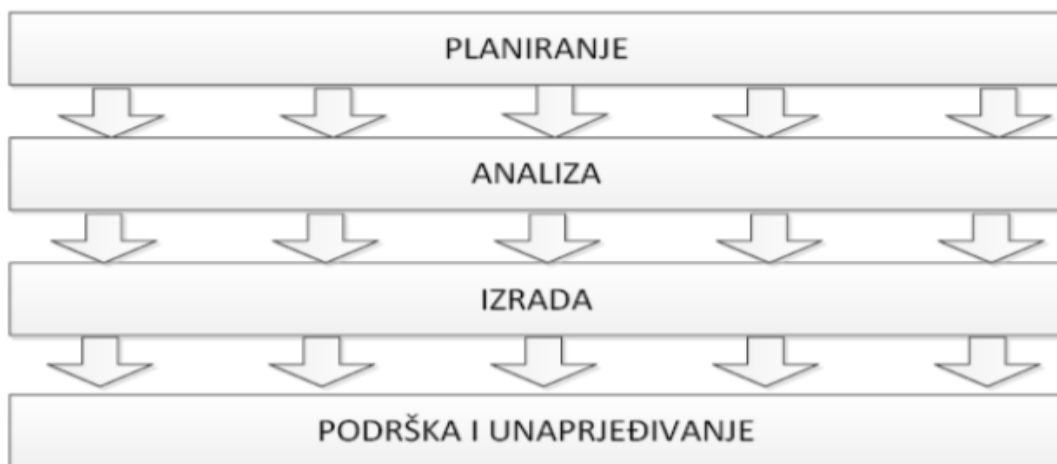 PLANIRANJE
ANALIZA
IZRADA
PODRŠKA I UNAPRJEĐIVANJE